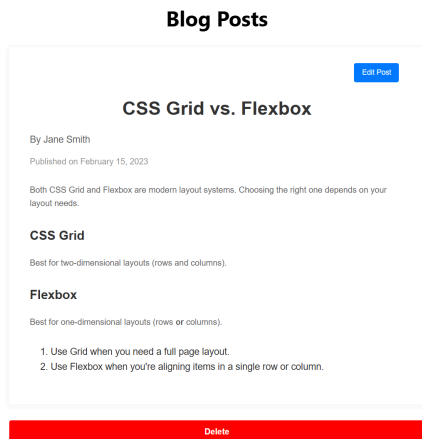 Blog Posts
Edit Post
CSS Grid vs. Flexbox
By Jane Smith
Published on February 15, 2023
Both CSS Grid and Flexbox are modern layout systems. Choosing the right one depends on your
layout needs.
CSS Grid
Best for two-dimensional layouts (rows and columns).
Flexbox
Best for one-dimensional layouts (rows or columns).
1. Use Grid when you need a full page layout.
2. Use Flexbox when you're aligning items in a single row or column.
Delete